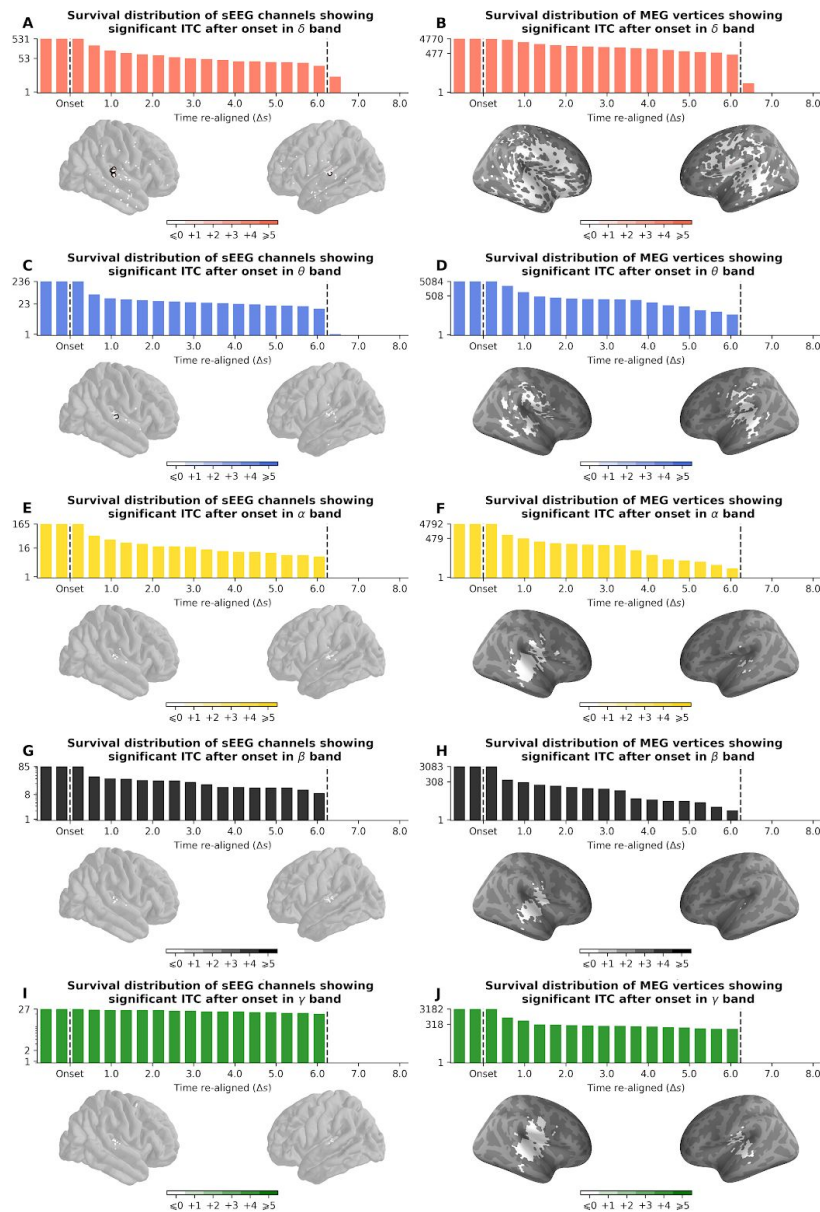 A Survival distribution of sEEG channels showing
significant ITC after onset in δ band
531
53
1
Onset 1.0 2.0 3.0 4.0 5.0 6.0 7.0 8.0
Time re-aligned (Δs)
⩽0 +1 +2 +3 +4 ⩾5
B Survival distribution of MEG vertices showing
significant ITC after onset in δ band
4770
477
1
Onset 1.0 2.0 3.0 4.0 5.0 6.0 7.0 8.0
Time re-aligned (Δs)
⩽0 +1 +2 +3 +4 ⩾5
C Survival distribution of sEEG channels showing
significant ITC after onset in θ band
236
23
1
Onset 1.0 2.0 3.0 4.0 5.0 6.0 7.0 8.0
Time re-aligned (Δs)
⩽0 +1 +2 +3 +4 ⩾5
D Survival distribution of MEG vertices showing
significant ITC after onset in θ band
5084
508
1
Onset 1.0 2.0 3.0 4.0 5.0 6.0 7.0 8.0
Time re-aligned (Δs)
⩽0 +1 +2 +3 +4 ⩾5
E Survival distribution of sEEG channels showing
significant ITC after onset in α band
165
16
1
Onset 1.0 2.0 3.0 4.0 5.0 6.0 7.0 8.0
Time re-aligned (Δs)
⩽0 +1 +2 +3 +4 ⩾5
F Survival distribution of MEG vertices showing
significant ITC after onset in α band
4792
479
1
Onset 1.0 2.0 3.0 4.0 5.0 6.0 7.0 8.0
Time re-aligned (Δs)
⩽0 +1 +2 +3 +4 ⩾5
G Survival distribution of sEEG channels showing
significant ITC after onset in β band
85
8
1
Onset 1.0 2.0 3.0 4.0 5.0 6.0 7.0 8.0
Time re-aligned (Δs)
⩽0 +1 +2 +3 +4 ⩾5
H Survival distribution of MEG vertices showing
significant ITC after onset in β band
3083
308
1
Onset 1.0 2.0 3.0 4.0 5.0 6.0 7.0 8.0
Time re-aligned (Δs)
⩽0 +1 +2 +3 +4 ⩾5
I Survival distribution of sEEG channels showing
significant ITC after onset in γ band
27
2
1
Onset 1.0 2.0 3.0 4.0 5.0 6.0 7.0 8.0
Time re-aligned (Δs)
⩽0 +1 +2 +3 +4 ⩾5
J Survival distribution of MEG vertices showing
significant ITC after onset in γ band
3182
318
1
Onset 1.0 2.0 3.0 4.0 5.0 6.0 7.0 8.0
Time re-aligned (Δs)
⩽0 +1 +2 +3 +4 ⩾5